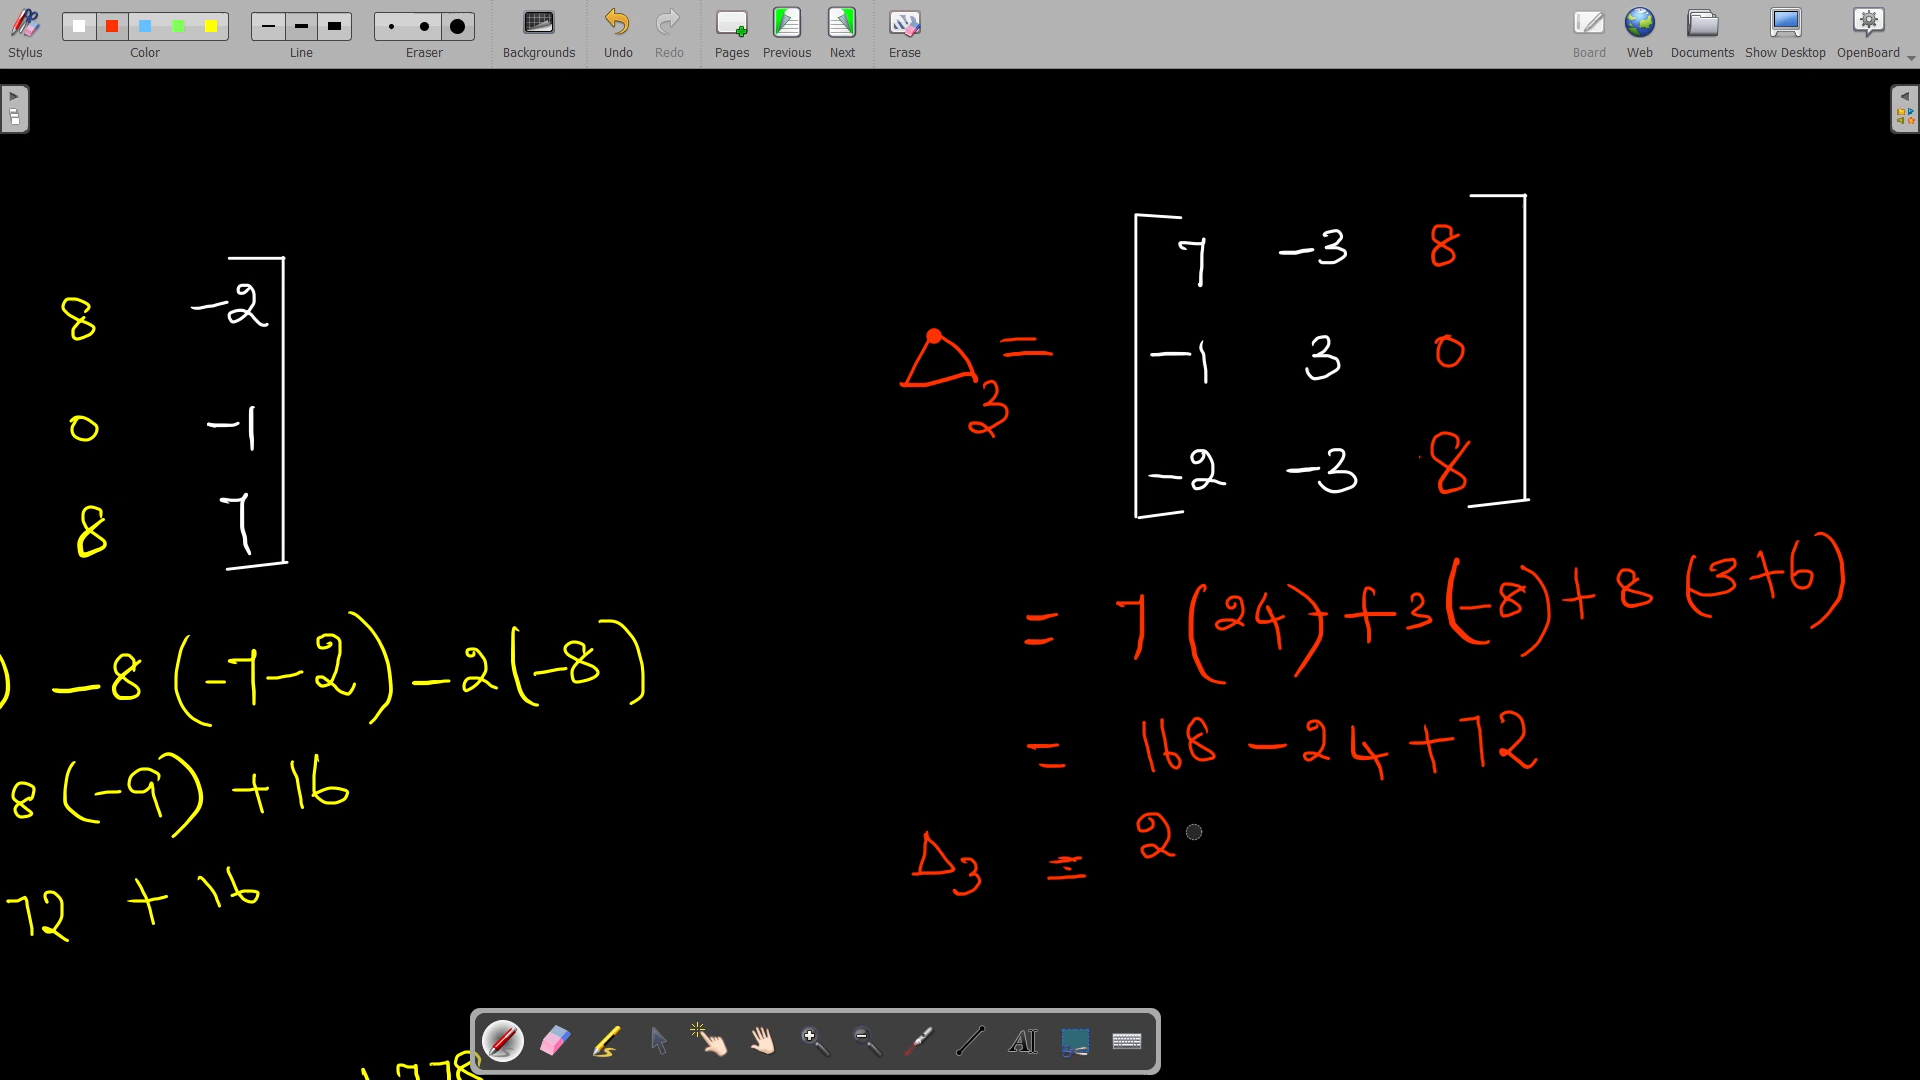 Stylus Color Line Eraser Backgrounds Undo Redo Pages Previous Next Erase Board Web Documents Show Desktop OpenBoard
8 -2
0 -1
8 7
) -8 (-7-2) -2(-8)
8 (-9) +16
72 + 16
+778
Δ3 =
7 -3 8
-1 3 0
-2 -3 8
= 7 (24) +3(-8)+8 (3+6)
= 168 -24 +72
Δ3 = 2
AI